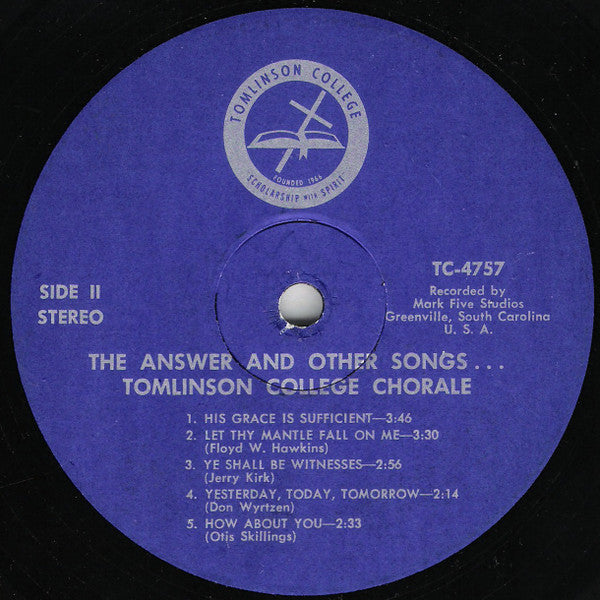 TOMLINSON COLLEGE
FOUNDED 1966
SCHOLARSHIP WITH SPIRIT
SIDE II
STEREO
TC-4757
Recorded by
Mark Five Studios
Greenville, South Carolina
U. S. A.
THE ANSWER AND OTHER SONGS...
TOMLINSON COLLEGE CHORALE
1. HIS GRACE IS SUFFICIENT—3:46
2. LET THY MANTLE FALL ON ME—3:30
(Floyd W. Hawkins)
3. YE SHALL BE WITNESSES—2:56
(Jerry Kirk)
4. YESTERDAY, TODAY, TOMORROW—2:14
(Don Wyrtzen)
5. HOW ABOUT YOU—2:33
(Otis Skillings)